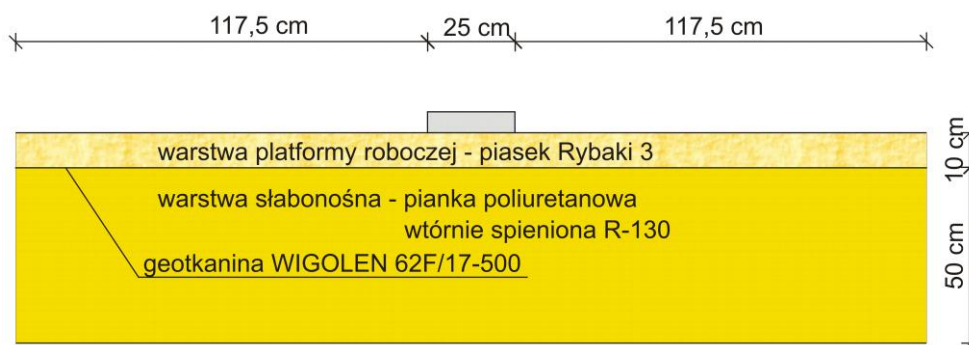 117,5 cm
25 cm
117,5 cm
warstwa platformy roboczej - piasek Rybaki 3
10 cm
warstwa słabonośna - pianka poliuretanowa
wtórnie spieniona R-130
geotkanina WIGOLEN 62F/17-500
50 cm